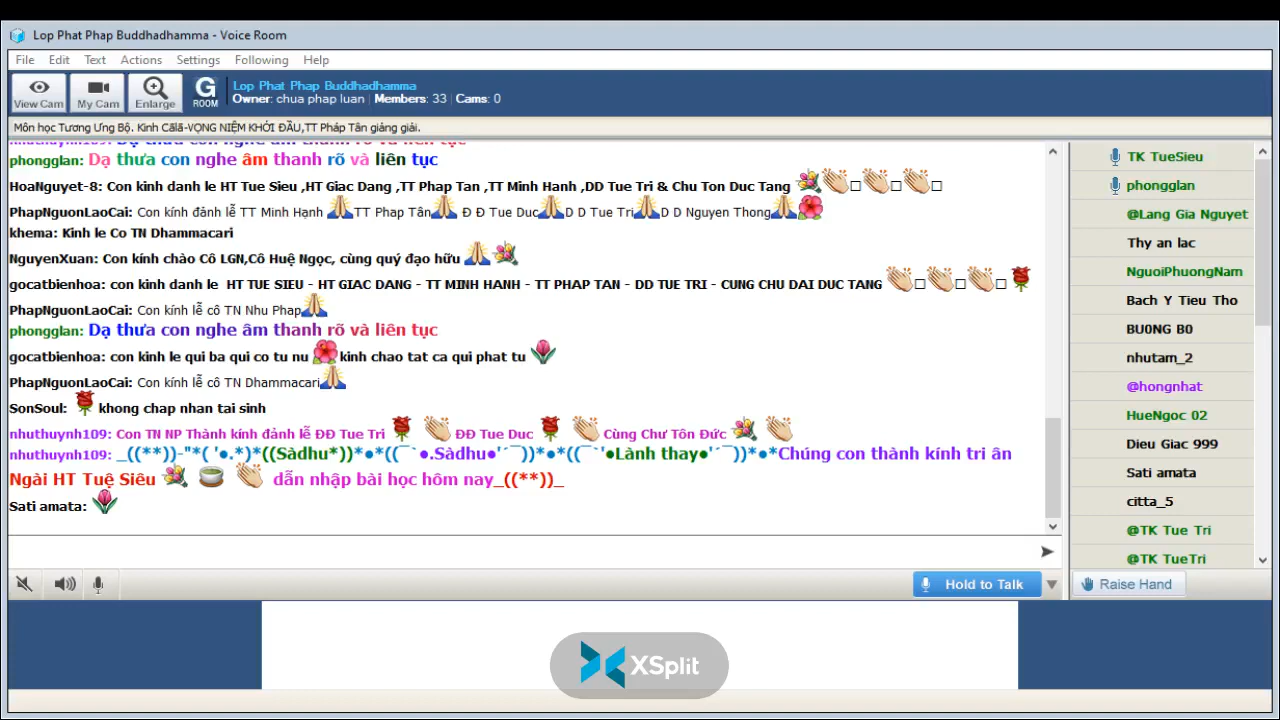 Lop Phat Phap Buddhadhamma - Voice Room
File Edit Text Actions Settings Following Help
View Cam My Cam Enlarge G ROOM
Lop Phat Phap Buddhadhamma
Owner: chua phap luan | Members: 33 | Cams: 0
Môn học Tương Ưng Bộ. Kinh Cālā-VỌNG NIỆM KHỞI ĐẦU,TT Pháp Tân giảng giải.
phongglan: Dạ thưa con nghe âm thanh rõ và liên tục
HoaNguyet-8: Con kinh danh le HT Tue Sieu ,HT Giac Dang ,TT Phap Tan ,TT Minh Hanh ,DD Tue Tri & Chu Ton Duc Tang
PhapNguonLaoCai: Con kính đảnh lễ TT Minh Hạnh 🙏TT Phap Tân🙏 Đ Đ Tue Duc🙏D D Tue Tri🙏D D Nguyen Thong🙏🌺
khema: Kinh le Co TN Dhammacari
NguyenXuan: Con kính chào Cô LGN,Cô Huệ Ngọc, cùng quý đạo hữu 🙏💐
gocatbienhoa: con kinh danh le HT TUE SIEU - HT GIAC DANG - TT MINH HANH - TT PHAP TAN - DD TUE TRI - CUNG CHU DAI DUC TANG
PhapNguonLaoCai: Con kính lễ cô TN Nhu Phap🙏
phongglan: Dạ thưa con nghe âm thanh rõ và liên tục
gocatbienhoa: con kinh le qui ba qui co tu nu 🌺kinh chao tat ca qui phat tu 🌷
PhapNguonLaoCai: Con kính lễ cô TN Dhammacari🙏
SonSoul: 🌹 khong chap nhan tai sinh
nhuthuynh109: Con TN NP Thành kính đảnh lễ ĐĐ Tue Tri 🌹 👏 ĐĐ Tue Duc 🌹 👏 Cùng Chư Tôn Đức 💐 👏
nhuthuynh109: _((**))-"*( '●.*)*((Sàdhu*))*●*((¯`●.Sàdhu●'´¯))*●*((¯`'●Lành thay●'´¯))*●*Chúng con thành kính tri ân
Ngài HT Tuệ Siêu 💐 🍵 👏 dẫn nhập bài học hôm nay_((**))_
Sati amata: 🌷
Hold to Talk
TK TueSieu
phongglan
@Lang Gia Nguyet
Thy an lac
NguoiPhuongNam
Bach Y Tieu Tho
BU0NG B0
nhutam_2
@hongnhat
HueNgoc 02
Dieu Giac 999
Sati amata
citta_5
@TK Tue Tri
@TK TueTri
Raise Hand
XSplit